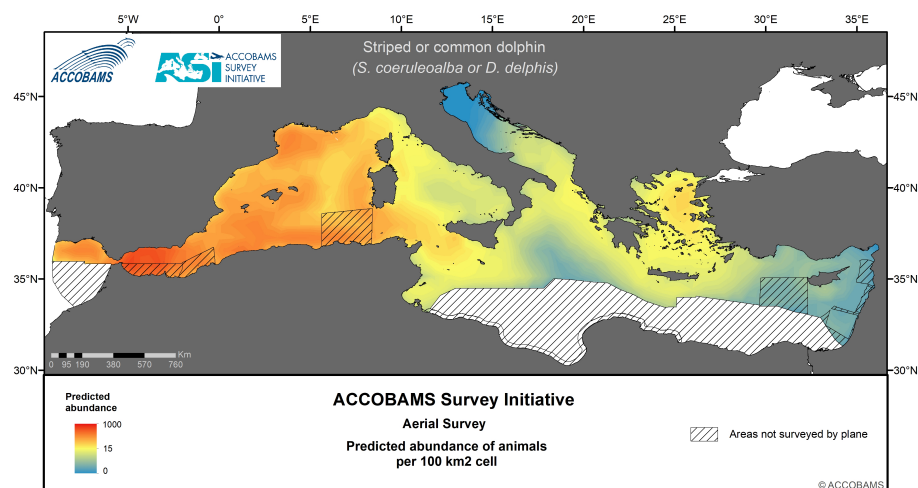 5°W 0° 5°E 10°E 15°E 20°E 25°E 30°E 35°E
ACCOBAMS
ASI ACCOBAMS
SURVEY
INITIATIVE
Striped or common dolphin
(S. coeruleoalba or D. delphis)
45°N 45°N
40°N 40°N
35°N 35°N
30°N 30°N
Km
0 95 190 380 570 760
Predicted
abundance
1000
15
0
ACCOBAMS Survey Initiative
Aerial Survey
Predicted abundance of animals
per 100 km2 cell
Areas not surveyed by plane
© ACCOBAMS